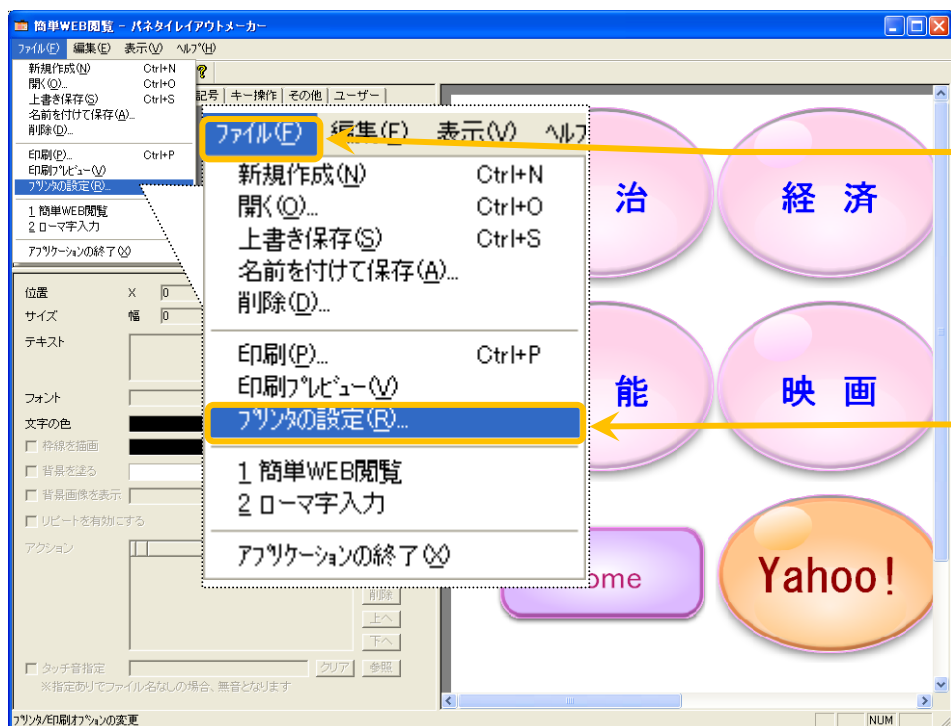 簡単WEB閲覧 - パネタイレイアウトメーカー
ファイル(F) 編集(E) 表示(V) ヘルプ(H)
新規作成(N) Ctrl+N
開く(O)... Ctrl+O
上書き保存(S) Ctrl+S
名前を付けて保存(A)...
削除(D)...
印刷(P)... Ctrl+P
印刷プレビュー(V)
プリンタの設定(R)...
1 簡単WEB閲覧
2 ローマ字入力
アプリケーションの終了(X)
記号 キー操作 その他 ユーザー
ファイル(F) 編集(E) 表示(V) ヘルプ
新規作成(N) Ctrl+N
開く(O)... Ctrl+O
上書き保存(S) Ctrl+S
名前を付けて保存(A)...
削除(D)...
印刷(P)... Ctrl+P
印刷プレビュー(V)
プリンタの設定(R)...
1 簡単WEB閲覧
2 ローマ字入力
アプリケーションの終了(X)
治
経 済
能
映 画
ome
Yahoo!
位置 X 0
サイズ 幅 0
テキスト
フォント
文字の色
枠線を描画
背景を塗る
背景画像を表示
リピートを有効にする
アクション
削除
上へ
下へ
タッチ音指定 クリア 参照
※指定ありでファイル名なしの場合、無音となります
プリンタ/印刷オプションの変更
NUM